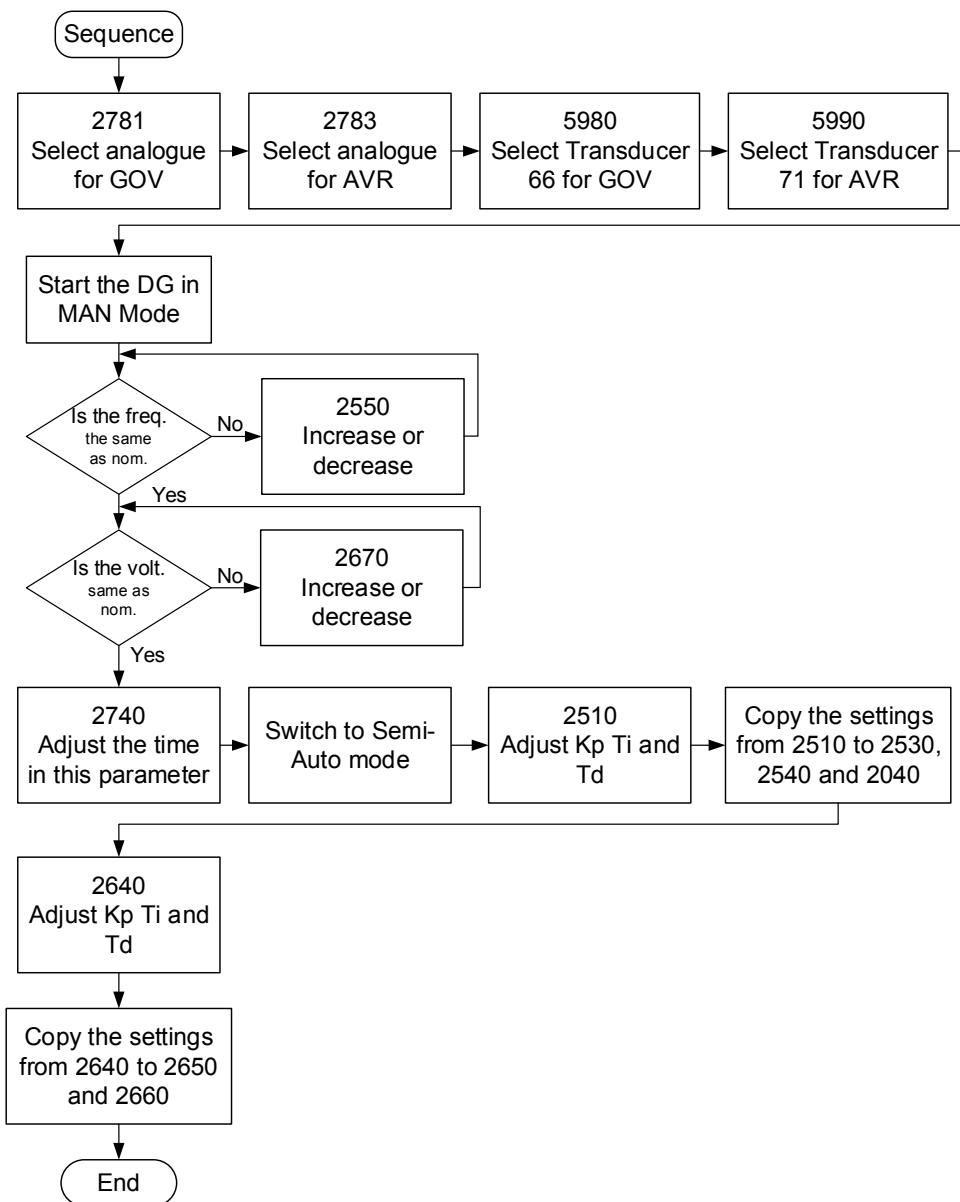 Sequence
2781
Select analogue
for GOV
2783
Select analogue
for AVR
5980
Select Transducer
66 for GOV
5990
Select Transducer
71 for AVR
Start the DG in
MAN Mode
Is the freq.
the same
as nom.
No
2550
Increase or
decrease
Yes
Is the volt.
same as
nom.
No
2670
Increase or
decrease
Yes
2740
Adjust the time
in this parameter
Switch to Semi-
Auto mode
2510
Adjust Kp Ti and
Td
Copy the settings
from 2510 to 2530,
2540 and 2040
2640
Adjust Kp Ti and
Td
Copy the settings
from 2640 to 2650
and 2660
End